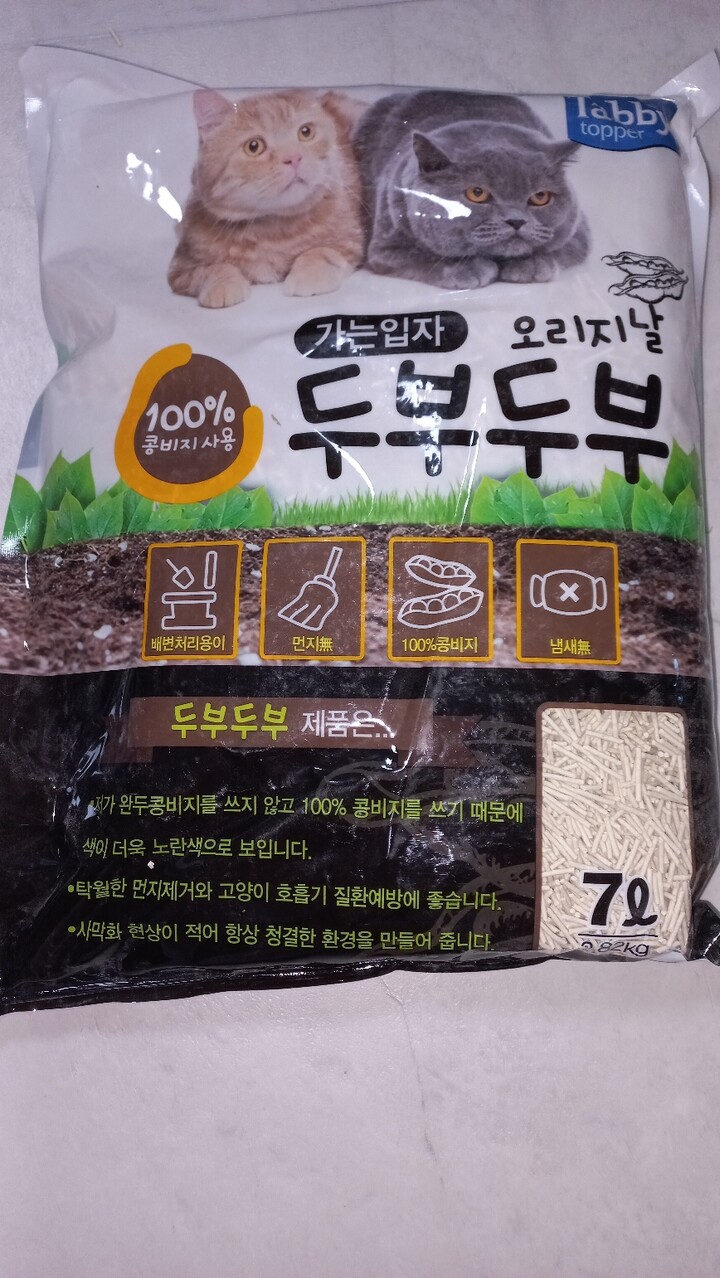 Tabby
topper
가는입자
오리지날
두부두부
100%
콩비지 사용
배변처리용이
먼지無
100%콩비지
냄새無
두부두부 제품은...
•저가 완두콩비지를 쓰지 않고 100% 콩비지를 쓰기 때문에
색이 더욱 노란색으로 보입니다.
•탁월한 먼지제거와 고양이 호흡기 질환예방에 좋습니다.
•사막화 현상이 적어 항상 청결한 환경을 만들어 줍니다.
7ℓ